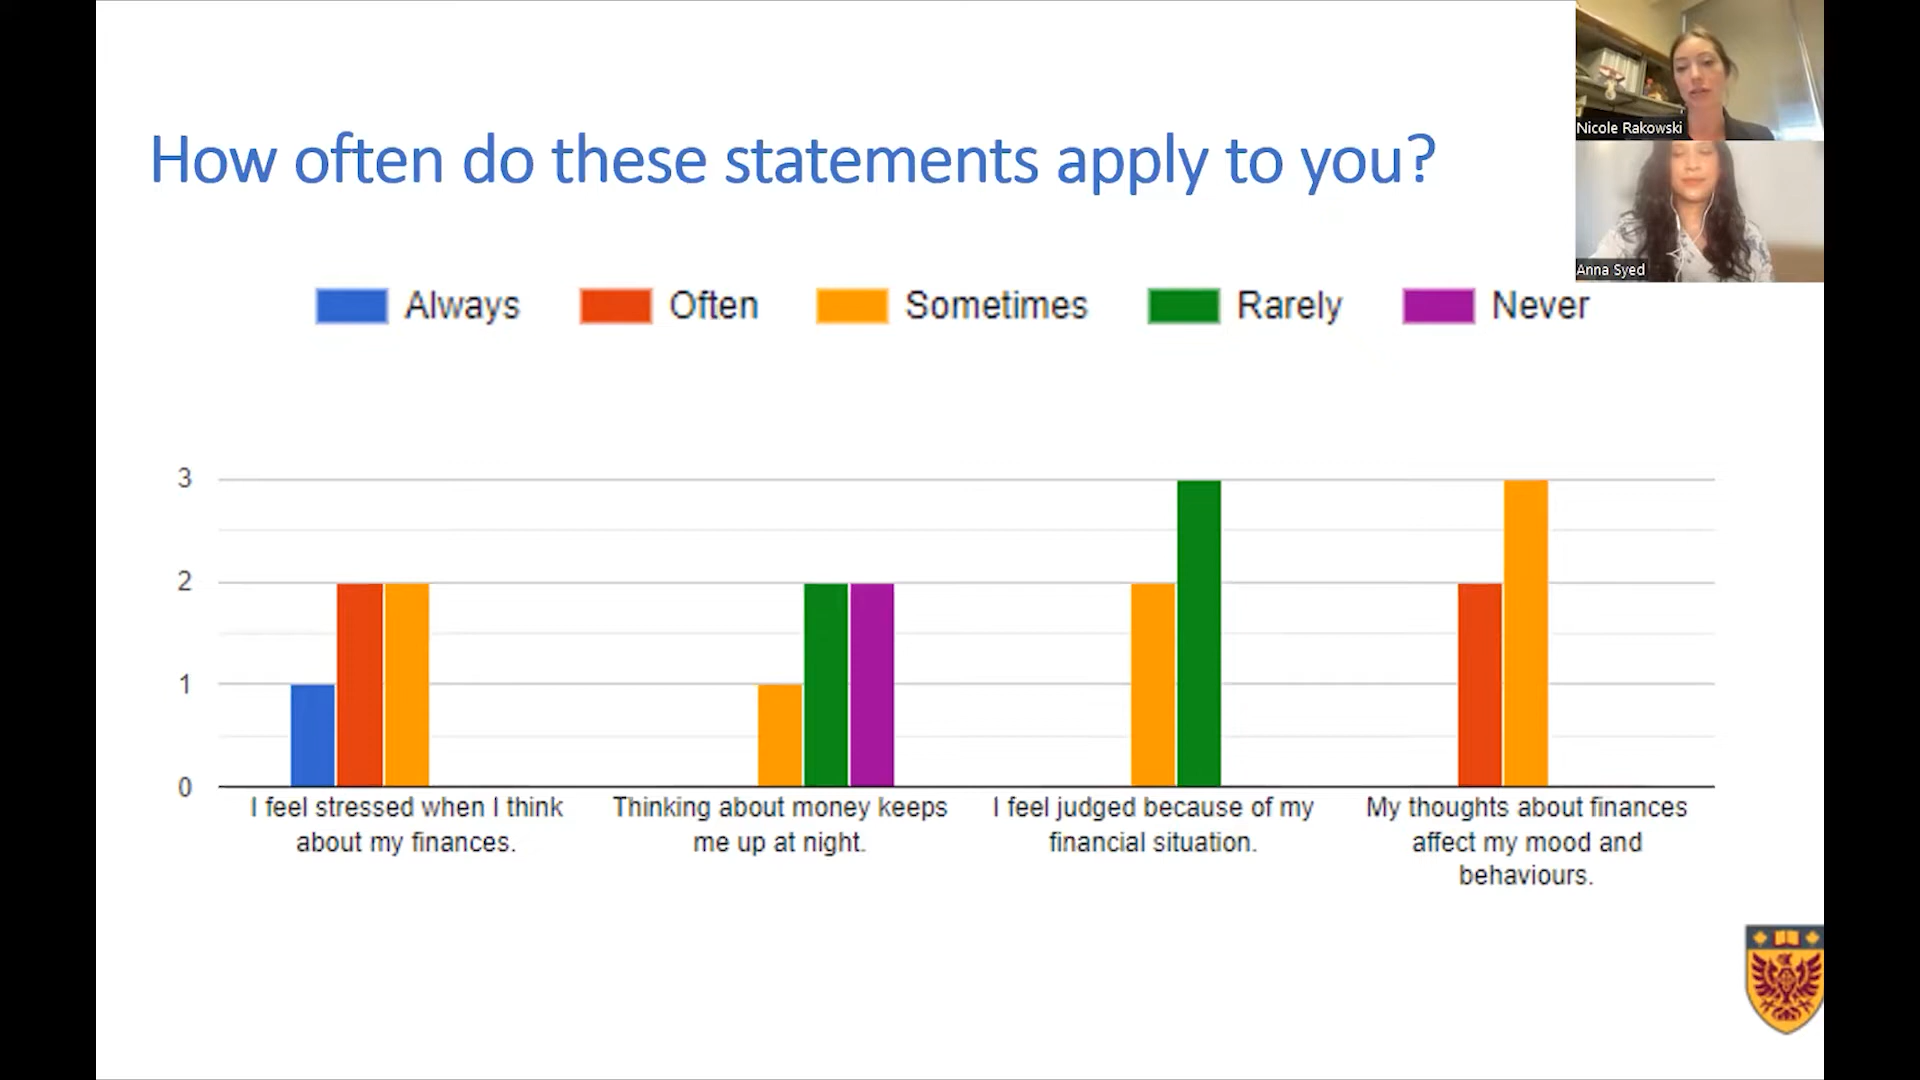 How often do these statements apply to you?
Nicole Rakowski
Anna Syed
Always Often Sometimes Rarely Never
3
2
1
0
I feel stressed when I think
about my finances.
Thinking about money keeps
me up at night.
I feel judged because of my
financial situation.
My thoughts about finances
affect my mood and
behaviours.